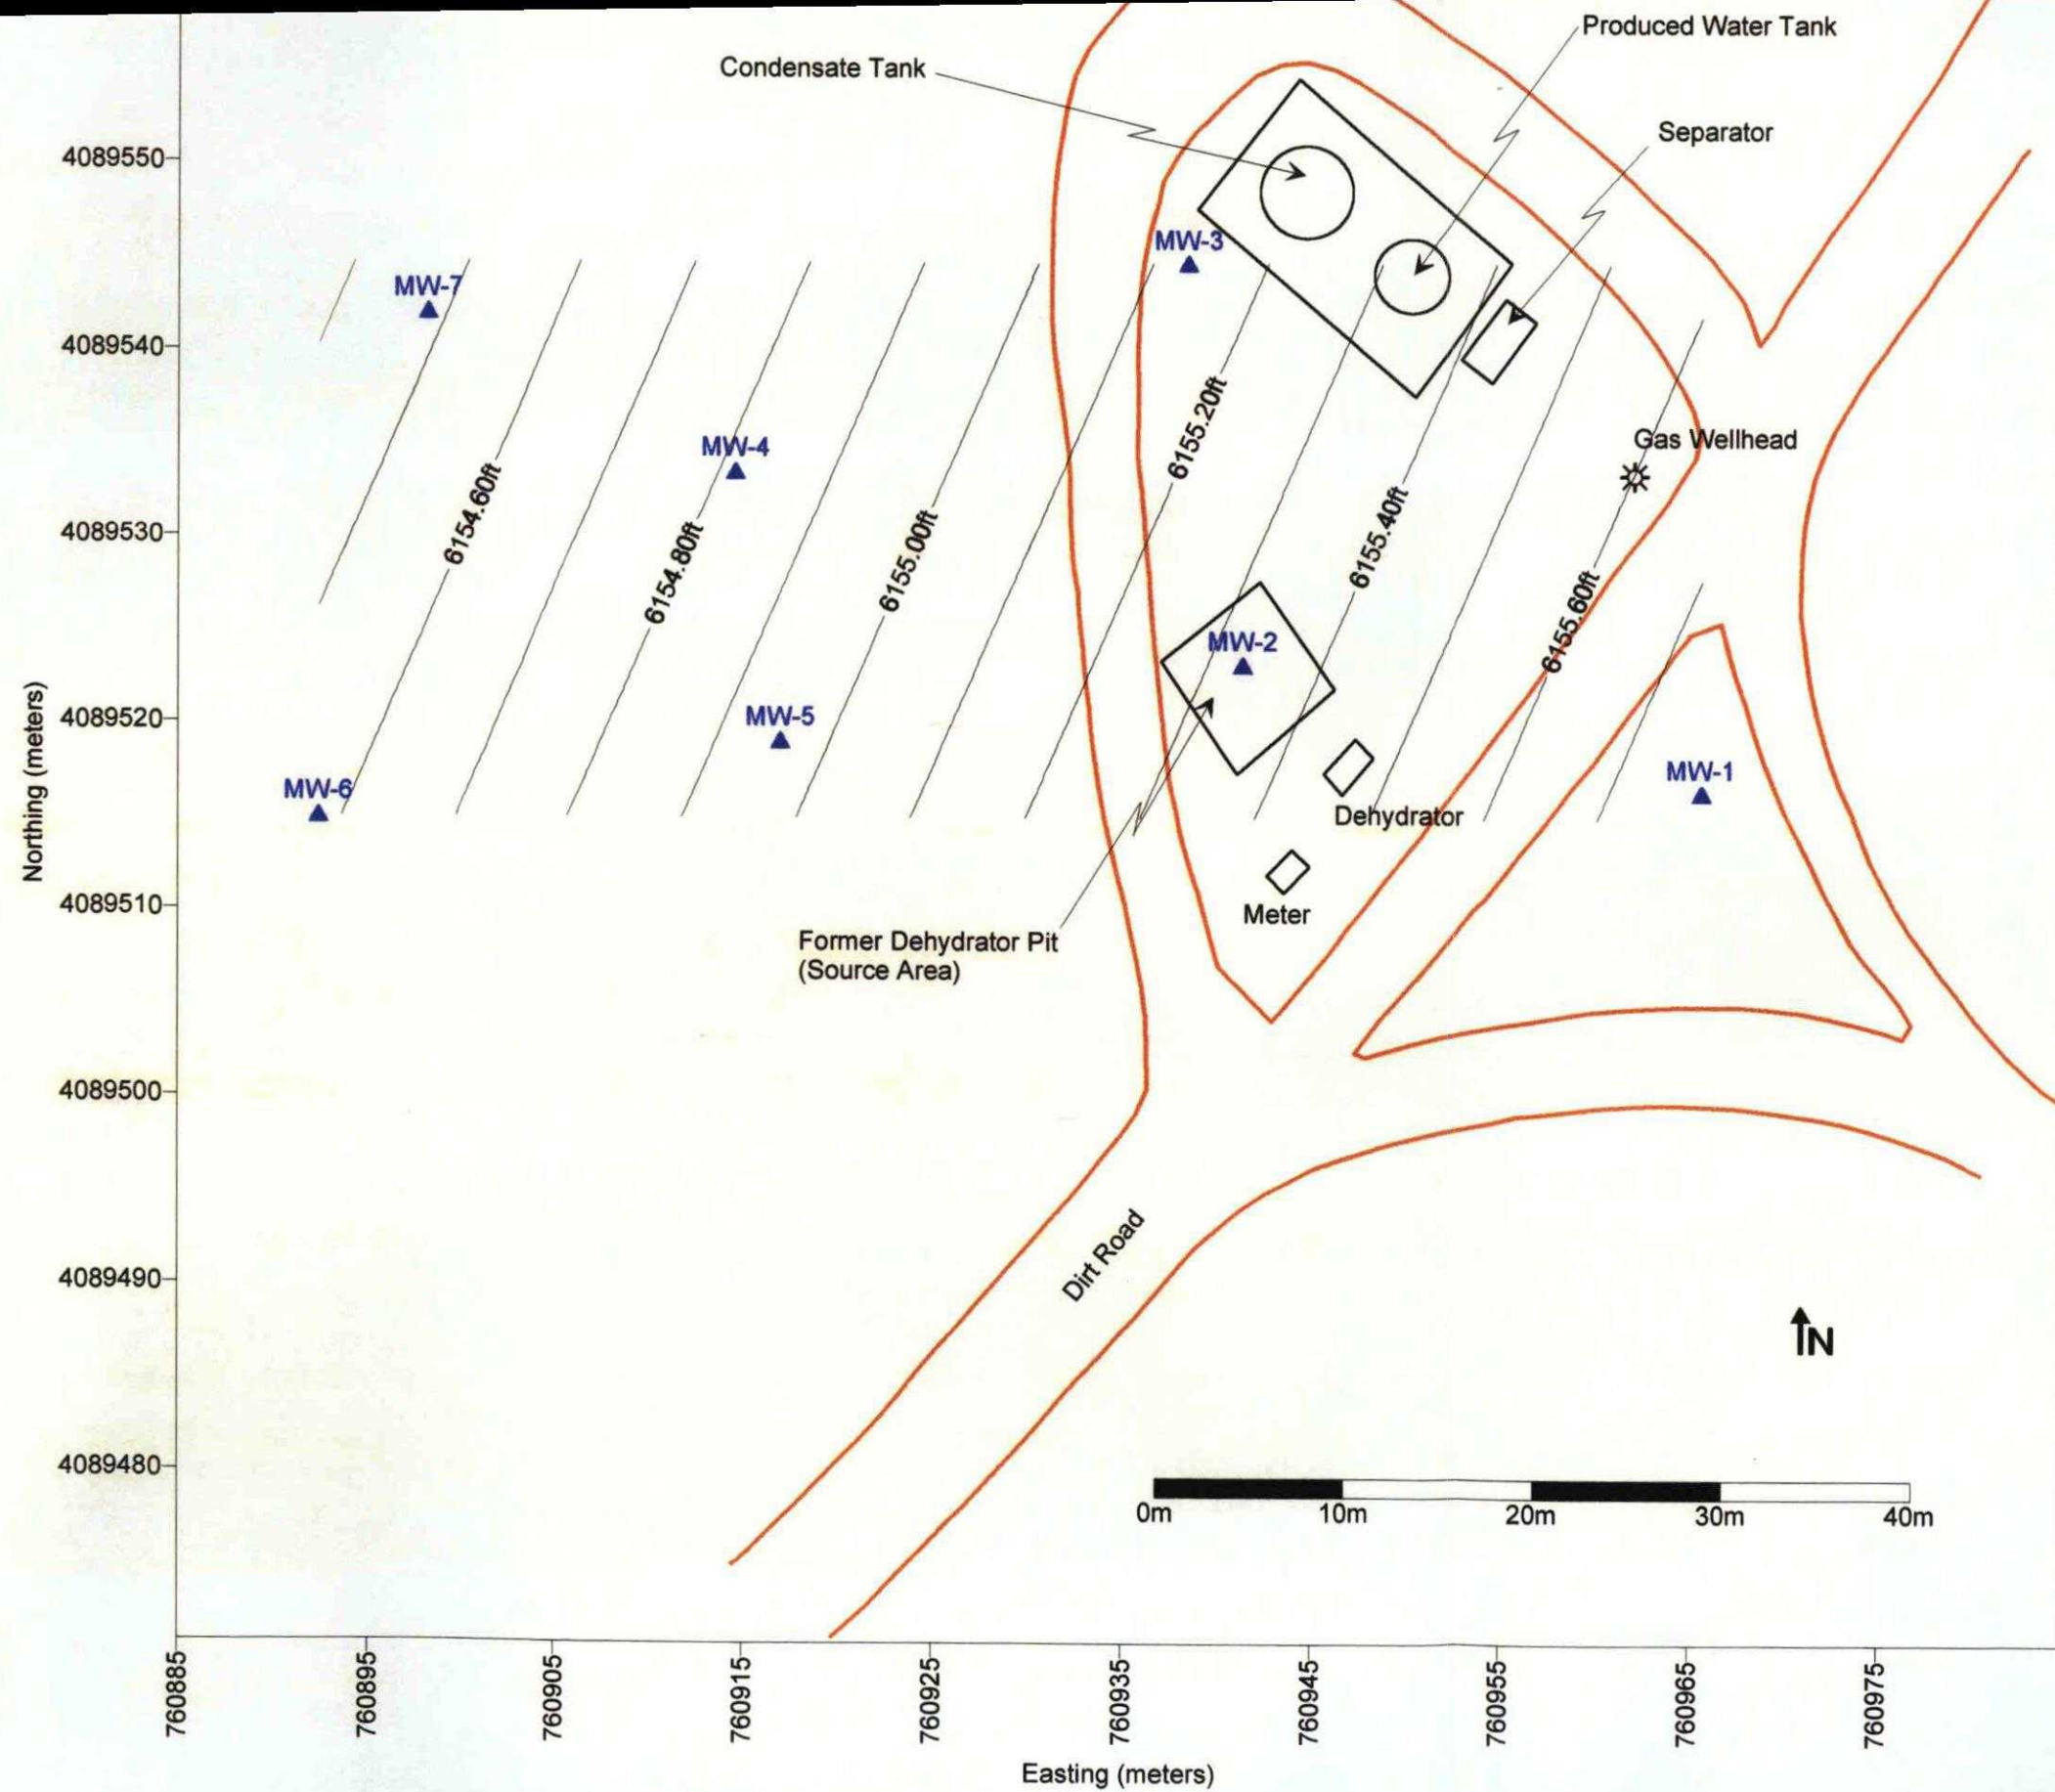 Produced Water Tank
Condensate Tank
Separator
4089550
MW-3
MW-7
4089540
6155.20ft
Gas Wellhead
MW-4
6154.60ft
6155.40ft
4089530
6155.00ft
6154.80ft
6155.60ft
MW-2
4089520
MW-5
MW-1
MW-6
Dehydrator
Northing (meters)
4089510
Meter
Former Dehydrator Pit
(Source Area)
4089500
Dirt Road
4089490
N
4089480
0m
10m
20m
30m
40m
760885
760895
760905
760915
760925
760935
760945
760955
760965
760975
Easting (meters)